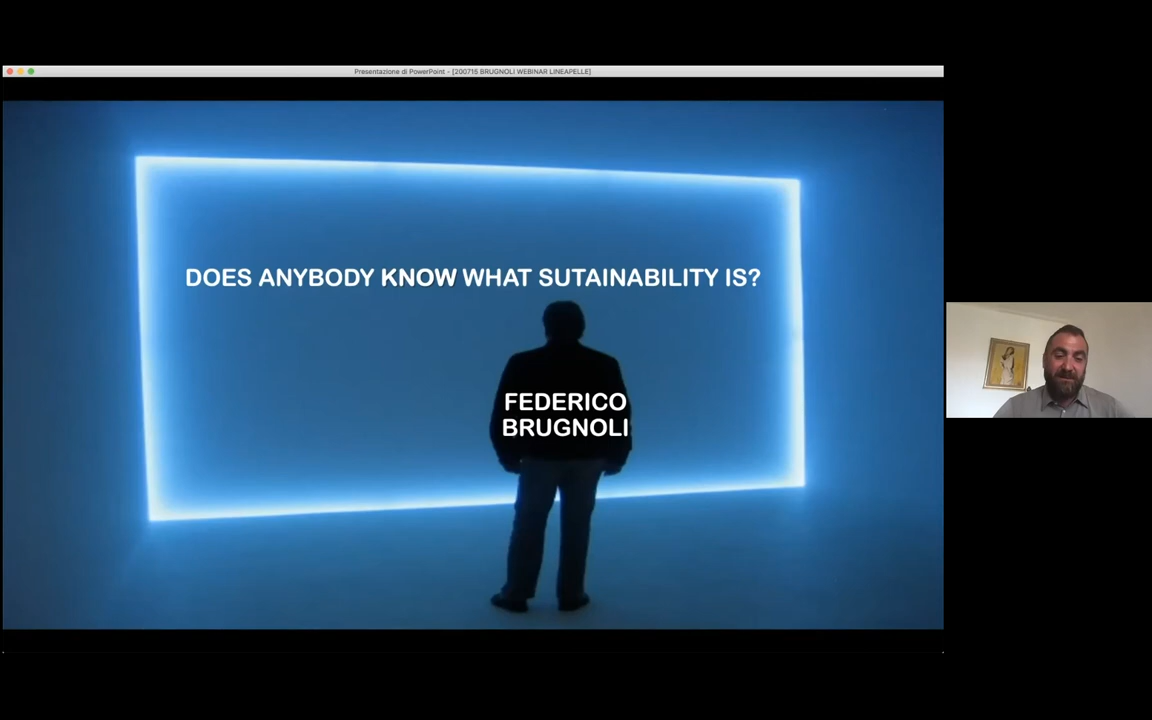 Presentazione di PowerPoint - [200715 BRUGNOLI WEBINAR LINEAPELLE]
DOES ANYBODY KNOW WHAT SUTAINABILITY IS?
FEDERICO
BRUGNOLI